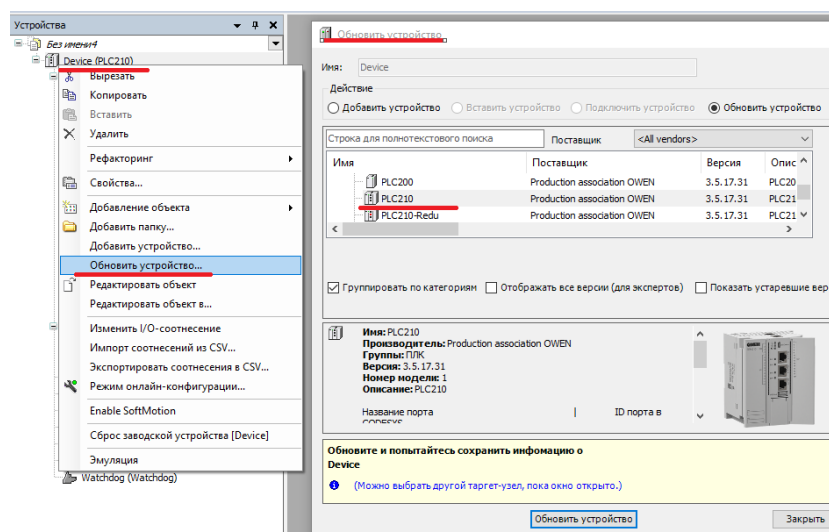 Устройства
Без имени4
Device (PLC210)
Вырезать
Копировать
Вставить
Удалить
Рефакторинг
Свойства...
Добавление объекта
Добавить папку...
Добавить устройство...
Обновить устройство...
Редактировать объект
Редактировать объект в...
Изменить I/O-соотнесение
Импорт соотнесений из CSV...
Экспортировать соотнесения в CSV...
Режим онлайн-конфигурации...
Enable SoftMotion
Сброс заводской устройства [Device]
Эмуляция
Watchdog (Watchdog)
Обновить устройство
Имя: Device
Действие
Добавить устройство Вставить устройство Подключить устройство Обновить устройство
Строка для полнотекстового поиска Поставщик <All vendors>
Имя Поставщик Версия Опис
PLC200 Production association OWEN 3.5.17.31 PLC20
PLC210 Production association OWEN 3.5.17.31 PLC21
PLC210-Redu Production association OWEN 3.5.17.31 PLC21
Группировать по категориям Отображать все версии (для экспертов) Показать устаревшие вер
Имя: PLC210
Производитель: Production association OWEN
Группы: ПЛК
Версия: 3.5.17.31
Номер модели: 1
Описание: PLC210
Название порта ID порта в
CODESYS
Обновите и попытайтесь сохранить инфомацию о
Device
(Можно выбрать другой таргет-узел, пока окно открыто.)
Обновить устройство Закрыть